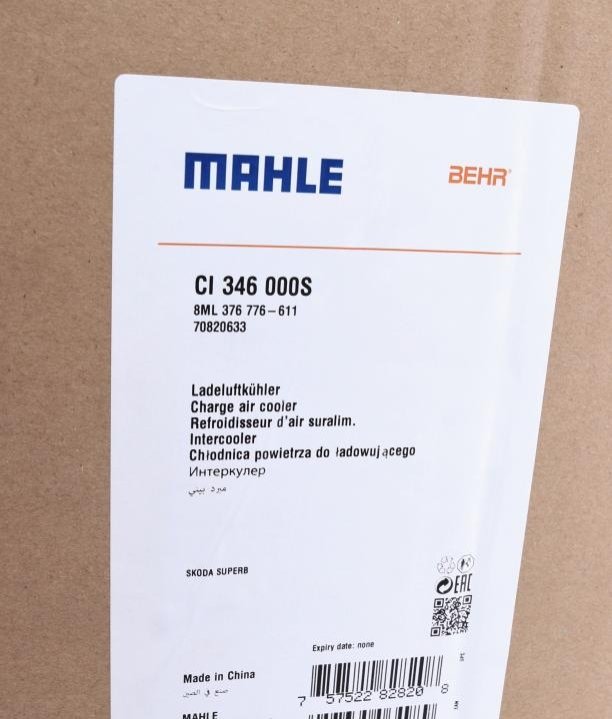 MAHLE
BEHR®
CI 346 000S
8ML 376 776-611
70820633
Ladeluftkühler
Charge air cooler
Refroidisseur d'air suralim.
Intercooler
Chłodnica powietrza do ładowującego
Интеркулер
مبرد بيني
SKODA SUPERB
EAC
Expiry date: none
Made in China
صنع في الصين
7 57522 82820 8
MAHLE